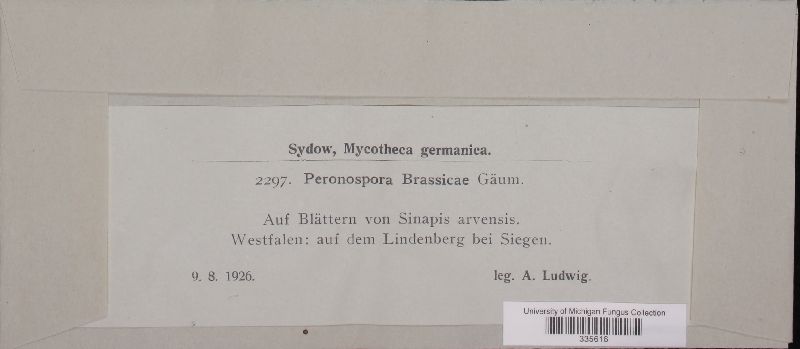 Sydow, Mycotheca germanica.
2297. Peronospora Brassicae Gäum.
Auf Blättern von Sinapis arvensis.
Westfalen: auf dem Lindenberg bei Siegen.
9. 8. 1926. leg. A. Ludwig.
University of Michigan Fungus Collection
335616